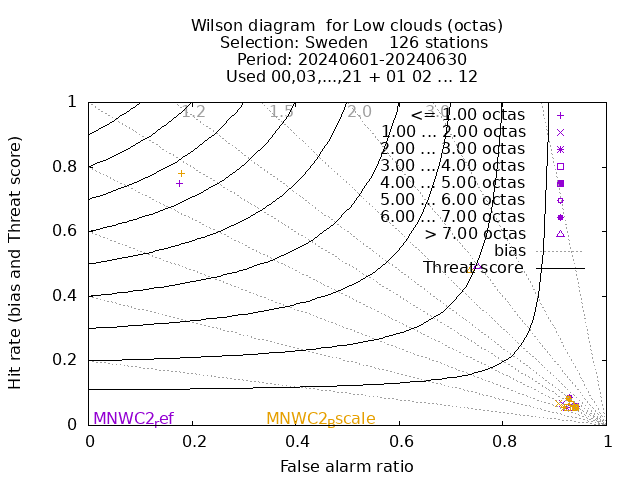 Wilson diagram  for Low clouds (octas)
Selection: Sweden    126 stations
Period: 20240601-20240630
Used 00,03,...,21 + 01 02 ... 12
1.2 1.5 2.0 3.0
<= 1.00 octas
1.00 ... 2.00 octas
2.00 ... 3.00 octas
3.00 ... 4.00 octas
4.00 ... 5.00 octas
5.00 ... 6.00 octas
6.00 ... 7.00 octas
> 7.00 octas
bias
Threat score
Hit rate (bias and Threat score)
1
0.8
0.6
0.4
0.2
0
MNWC2_ref MNWC2_Bscale
0 0.2 0.4 0.6 0.8 1
False alarm ratio